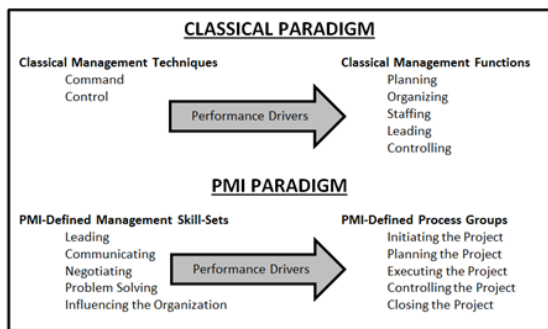 CLASSICAL PARADIGM
Classical Management Techniques
Command
Control
Performance Drivers
Classical Management Functions
Planning
Organizing
Staffing
Leading
Controlling
PMI PARADIGM
PMI-Defined Management Skill-Sets
Leading
Communicating
Negotiating
Problem Solving
Influencing the Organization
Performance Drivers
PMI-Defined Process Groups
Initiating the Project
Planning the Project
Executing the Project
Controlling the Project
Closing the Project